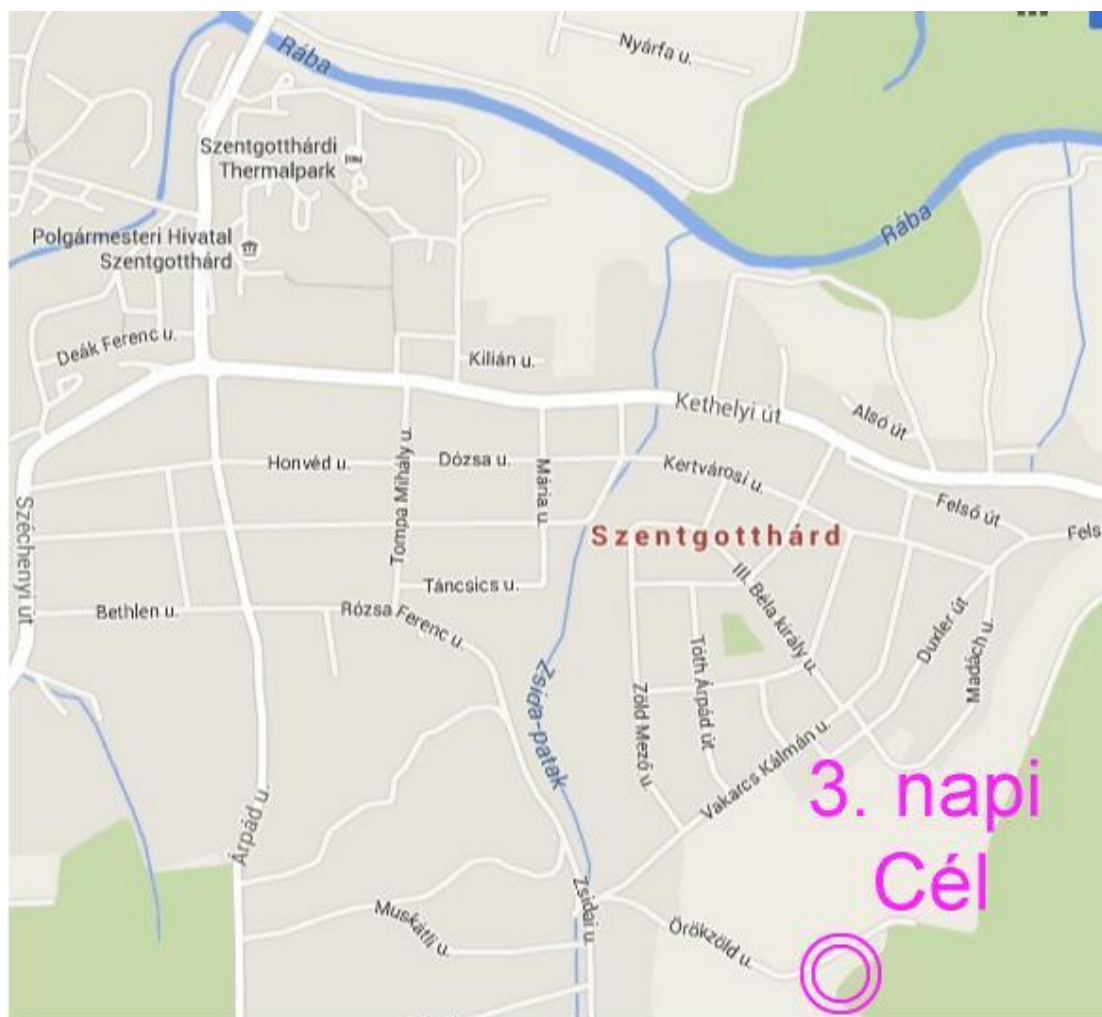 Nyárfa u.
Rába
Szentgotthárdi
Thermalpark
Rába
Polgármesteri Hivatal
Szentgotthárd
Deák Ferenc u.
Kilián u.
Kethelyi út
Alsó út
Honvéd u.
Dózsa u.
Kertvárosi u.
Tompa Mihály u.
Mária u.
Felső út
Széchenyi út
Szentgotthárd
Fels
Táncsics u.
III. Béla király u.
Bethlen u.
Rózsa Ferenc u.
Duxler út
Madách u.
Tóth Árpád út
Zöld Mező u.
Zsida-patak
Vakarcs Kálmán u.
3. napi
Cél
Árpád u.
Zsidai u.
Muskátli u.
Örökzöld u.